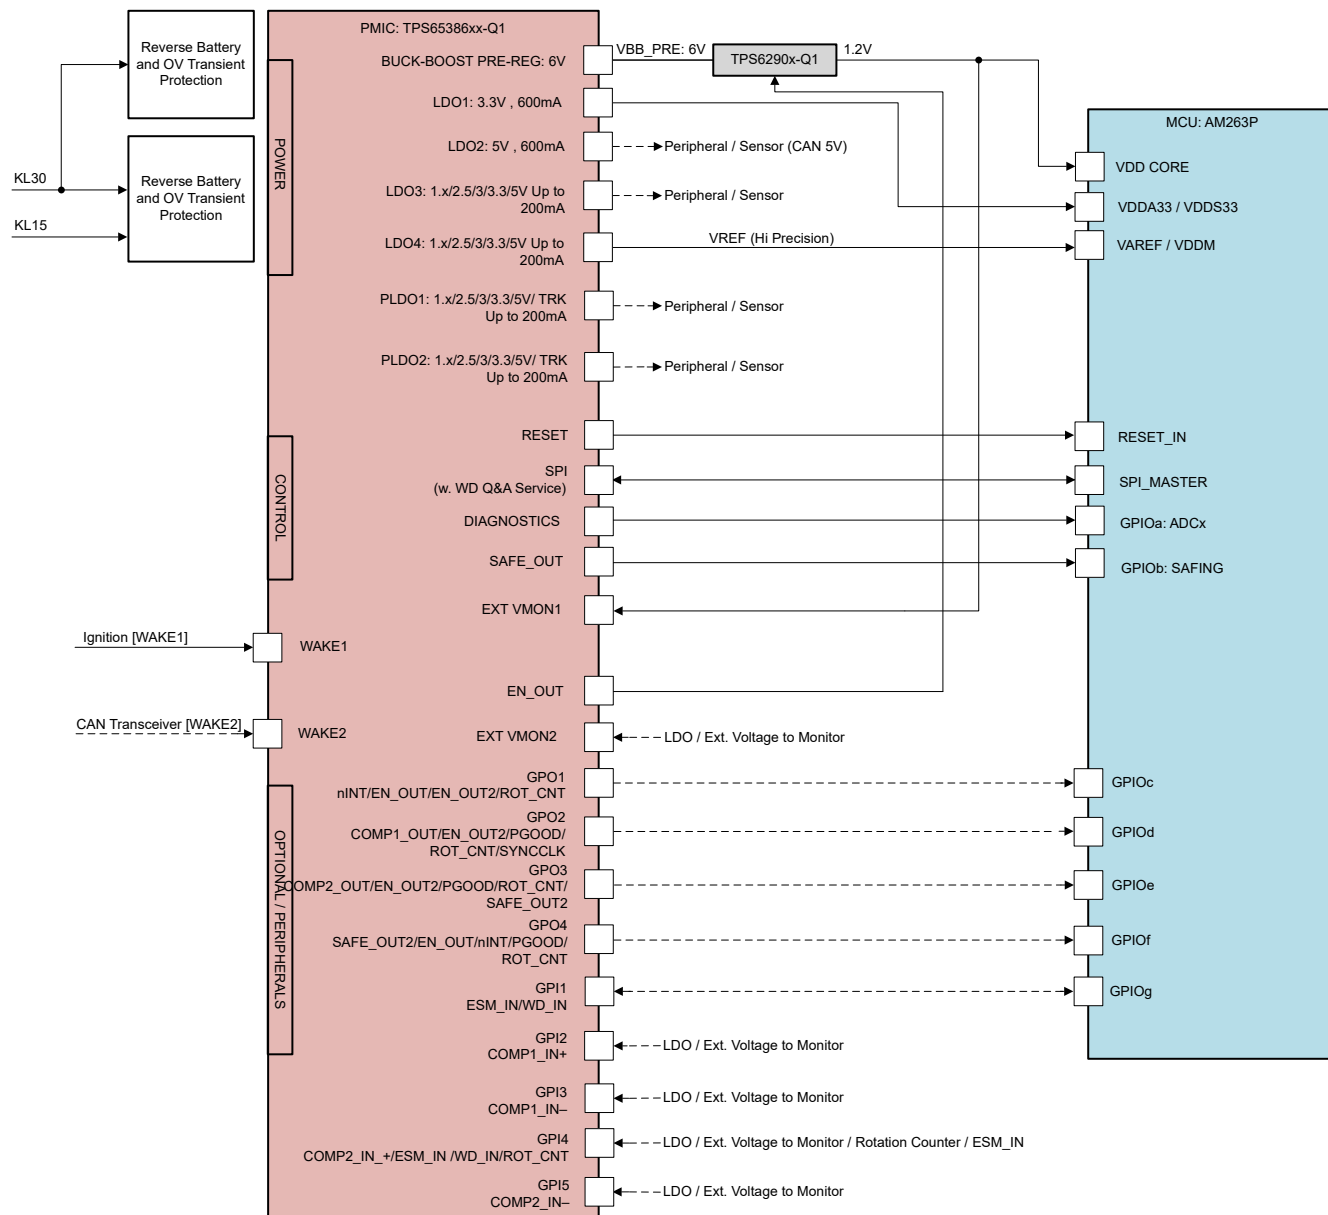 PMIC: TPS65386xx-Q1
Reverse Battery
and OV Transient
Protection
KL30
Reverse Battery
and OV Transient
Protection
KL15
POWER
BUCK-BOOST PRE-REG: 6V
VBB_PRE: 6V
TPS6290x-Q1
1.2V
LDO1: 3.3V , 600mA
LDO2: 5V , 600mA
Peripheral / Sensor (CAN 5V)
LDO3: 1.x/2.5/3/3.3/5V Up to
200mA
Peripheral / Sensor
LDO4: 1.x/2.5/3/3.3/5V Up to
200mA
VREF (Hi Precision)
PLDO1: 1.x/2.5/3/3.3/5V/ TRK
Up to 200mA
Peripheral / Sensor
PLDO2: 1.x/2.5/3/3.3/5V/ TRK
Up to 200mA
Peripheral / Sensor
MCU: AM263P
VDD CORE
VDDA33 / VDDS33
VAREF / VDDM
CONTROL
RESET
RESET_IN
SPI
(w. WD Q&A Service)
SPI_MASTER
DIAGNOSTICS
GPIOa: ADCx
SAFE_OUT
GPIOb: SAFING
EXT VMON1
Ignition [WAKE1]
WAKE1
EN_OUT
CAN Transceiver [WAKE2]
WAKE2
EXT VMON2
LDO / Ext. Voltage to Monitor
OPTIONAL / PERIPHERALS
GPO1
nINT/EN_OUT/EN_OUT2/ROT_CNT
GPIOc
GPO2
COMP1_OUT/EN_OUT2/PGOOD/
ROT_CNT/SYNCCLK
GPIOd
GPO3
COMP2_OUT/EN_OUT2/PGOOD/ROT_CNT/
SAFE_OUT2
GPIOe
GPO4
SAFE_OUT2/EN_OUT/nINT/PGOOD/
ROT_CNT
GPIOf
GPI1
ESM_IN/WD_IN
GPIOg
GPI2
COMP1_IN+
LDO / Ext. Voltage to Monitor
GPI3
COMP1_IN–
LDO / Ext. Voltage to Monitor
GPI4
COMP2_IN_+/ESM_IN /WD_IN/ROT_CNT
LDO / Ext. Voltage to Monitor / Rotation Counter / ESM_IN
GPI5
COMP2_IN–
LDO / Ext. Voltage to Monitor